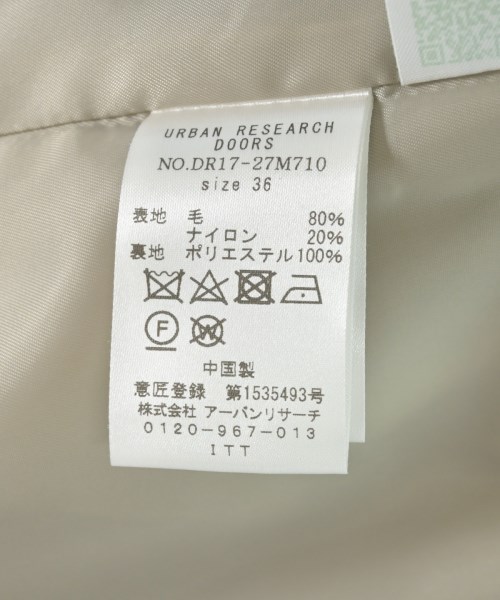 URBAN RESEARCH
DOORS
NO.DR17-27M710
size 36
表地 毛 80%
ナイロン 20%
裏地 ポリエステル100%
F W
中国製
意匠登録 第1535493号
株式会社 アーバンリサーチ
0120-967-013
ITT